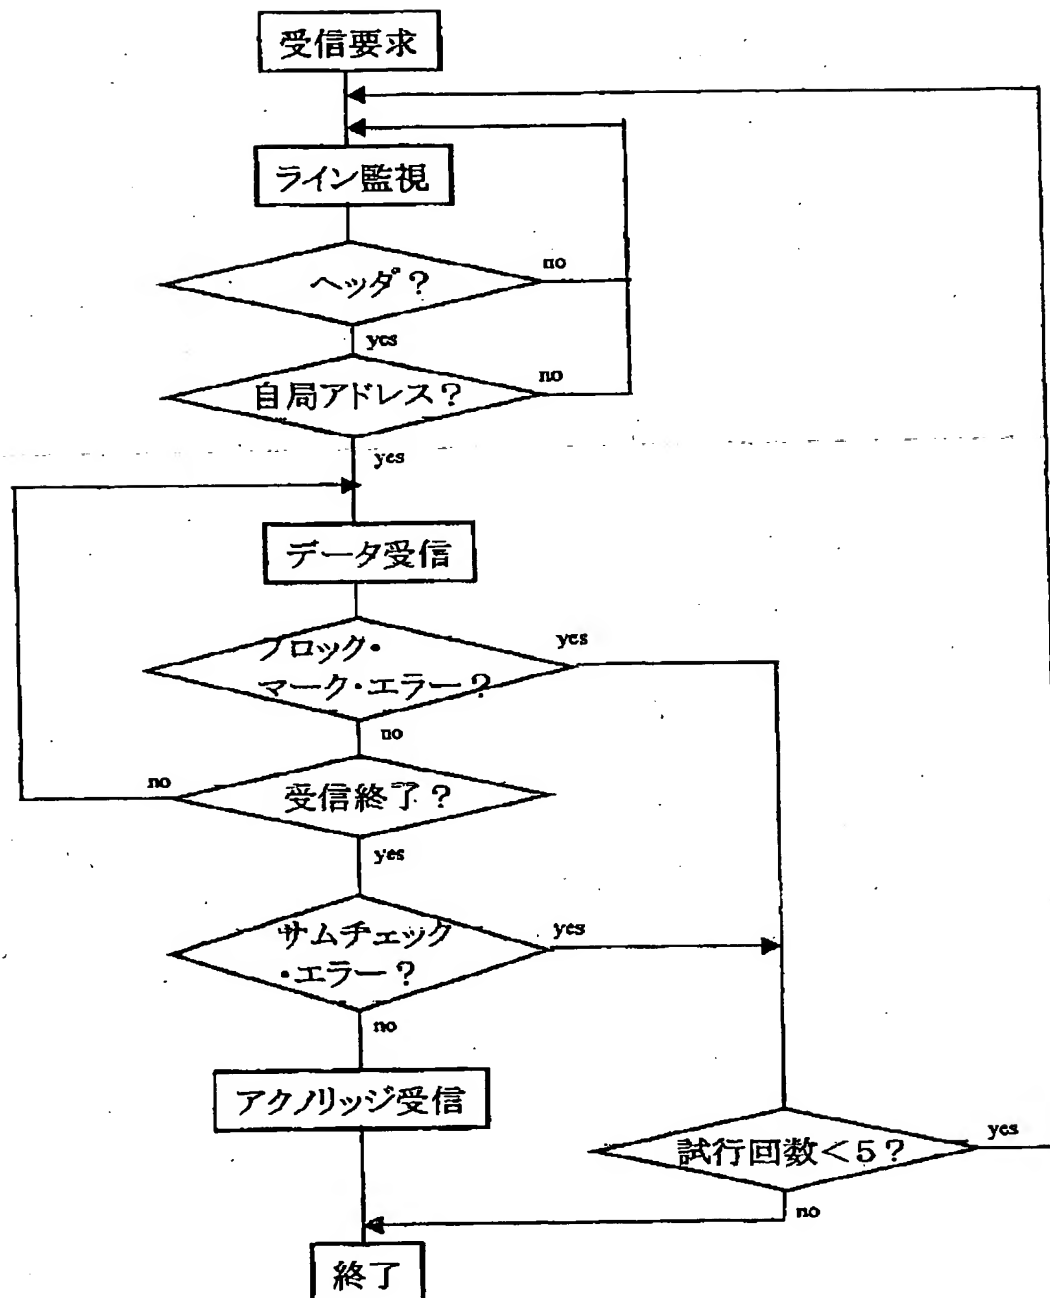 受信要求
ライン監視
ヘッダ?
no
yes
自局アドレス?
no
yes
データ受信
ブロック・
マーク・エラー?
yes
no
受信終了?
no
yes
サムチェック
・エラー?
yes
no
アクノリッジ受信
試行回数<5?
yes
no
終了